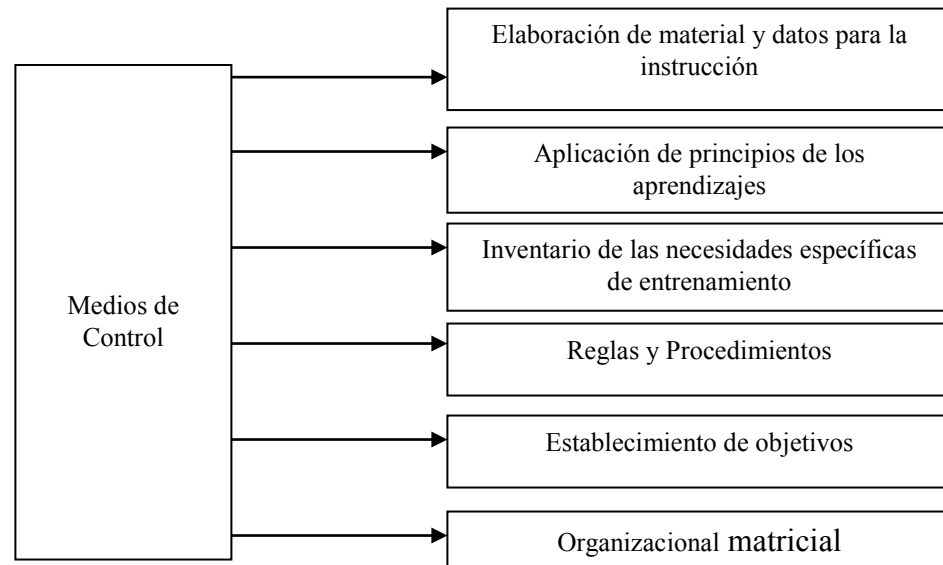 Elaboración de material y datos para la
instrucción
Aplicación de principios de los
aprendizajes
Inventario de las necesidades específicas
de entrenamiento
Medios de
Control
Reglas y Procedimientos
Establecimiento de objetivos
Organizacional matricial